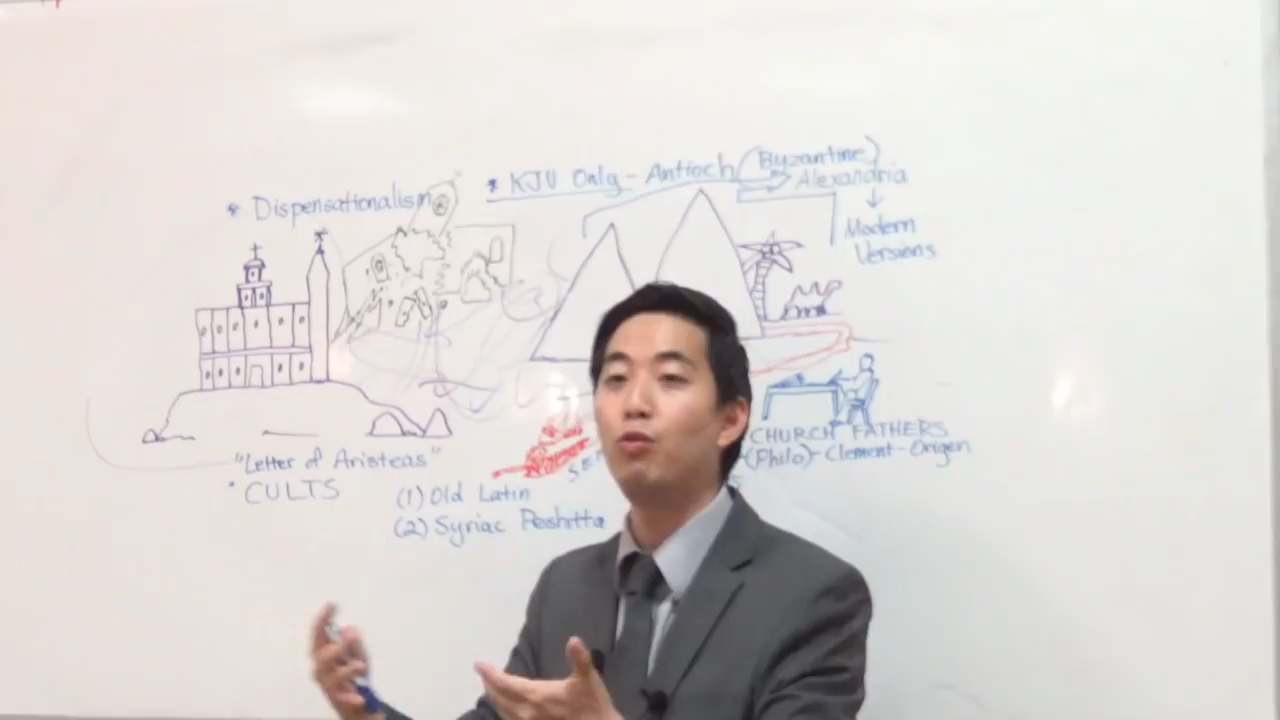 * Dispensationalism
* KJV Only - Antioch (Byzantine)
Alexandria
↓
Modern
Versions
"Letter of Aristeas"
• CULTS
(1) Old Latin
(2) Syriac Peshitta
CHURCH FATHERS
(Philo)-Clement-Origen